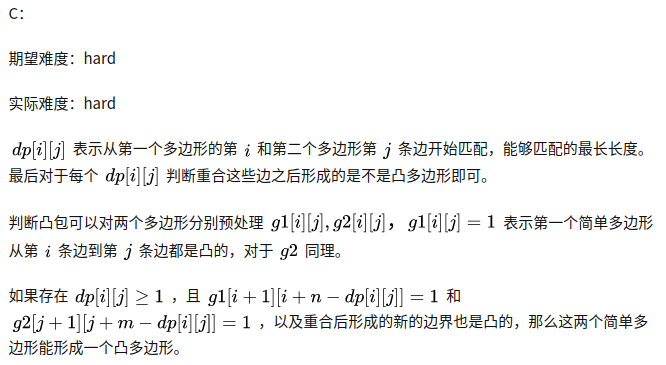 C：
期望难度：hard
实际难度：hard
dp[i][j] 表示从第一个多边形的第 i 和第二个多边形第 j 条边开始匹配，能够匹配的最长长度。
最后对于每个 dp[i][j] 判断重合这些边之后形成的是不是凸多边形即可。
判断凸包可以对两个多边形分别预处理 g1[i][j], g2[i][j]， g1[i][j] = 1 表示第一个简单多边形
从第 i 条边到第 j 条边都是凸的，对于 g2 同理。
如果存在 dp[i][j] ≥ 1 ，且 g1[i + 1][i + n − dp[i][j]] = 1 和
g2[j + 1][j + m − dp[i][j]] = 1 ，以及重合后形成的新的边界也是凸的，那么这两个简单多
边形能形成一个凸多边形。